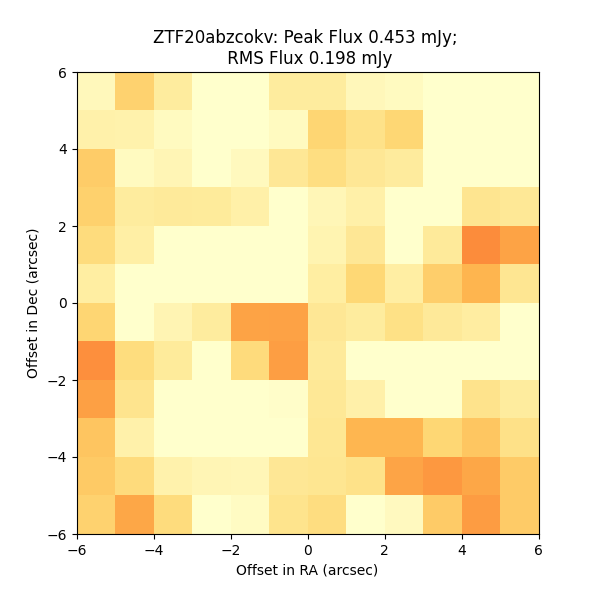 ZTF20abzcokv: Peak Flux 0.453 mJy;
RMS Flux 0.198 mJy
6
4
2
0
−2
−4
−6
Offset in Dec (arcsec)
−6 −4 −2 0 2 4 6
Offset in RA (arcsec)